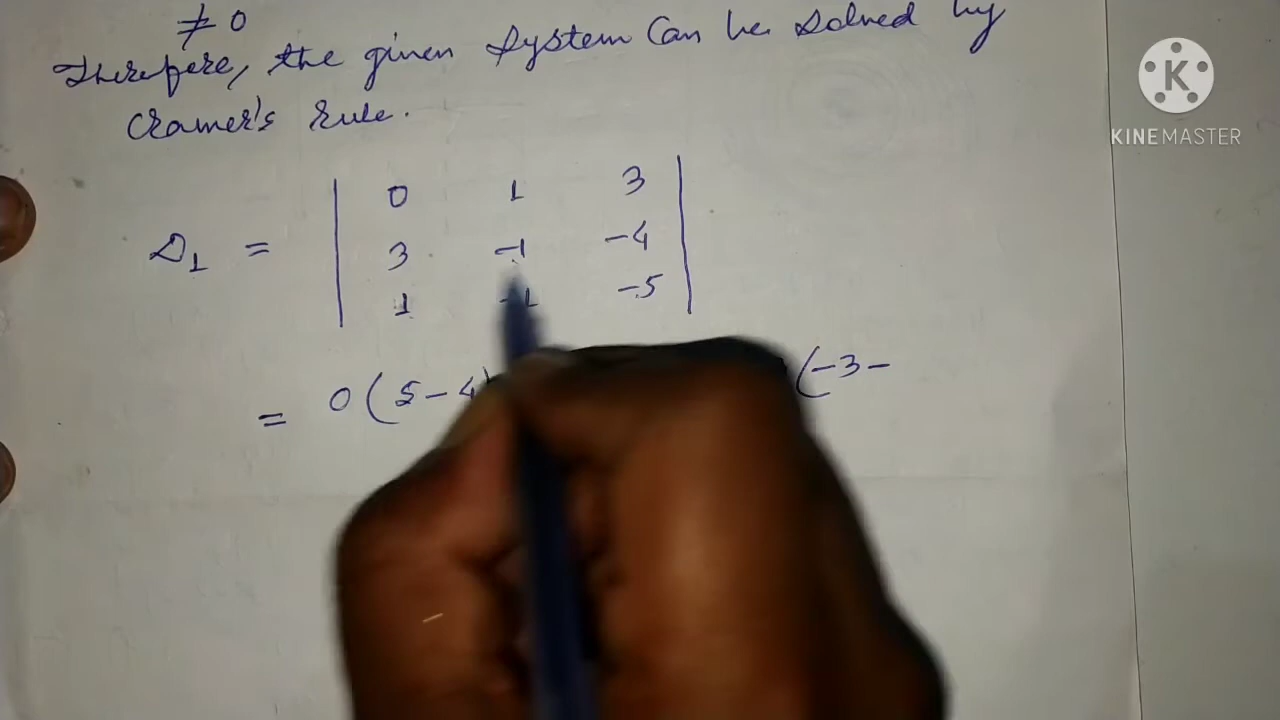 ≠ 0
Therefore, the given system can be solved by
Cramer's rule.
K
KINEMASTER
D₁ = | 0 1 3 |
| 3 -1 -4 |
| 1 -1 -5 |
= 0 (5 - 4) (-3 -